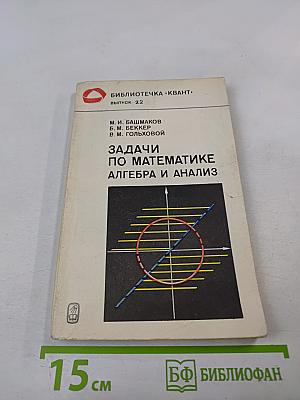 БИБЛИОТЕЧКА «КВАНТ»
ВЫПУСК 22
М. И. БАШМАКОВ
Б. М. БЕККЕР
В. М. ГОЛЬХОВОЙ
ЗАДАЧИ
ПО МАТЕМАТИКЕ
АЛГЕБРА И АНАЛИЗ
15 см
БФ БИБЛИОФАН